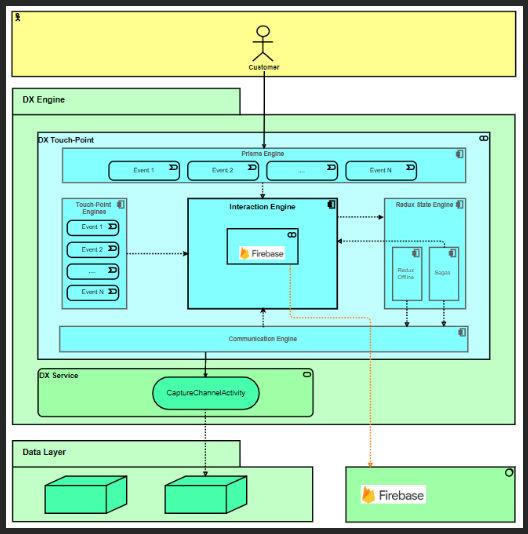 Customer
DX Engine
DX Touch-Point
Prisma Engine
Event 1
Event 2
....
Event N
Touch-Point
Engines
Event 1
Event 2
....
Event N
Interaction Engine
Firebase
Redux State Engine
Redux
Offline
Sagas
Communication Engine
DX Service
CaptureChannelActivity
Data Layer
Firebase